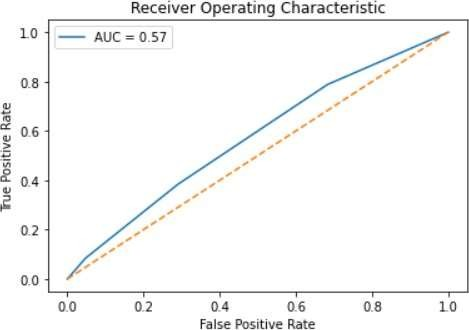 Receiver Operating Characteristic
AUC = 0.57
True Positive Rate
1.0
0.8
0.6
0.4
0.2
0.0
0.0 0.2 0.4 0.6 0.8 1.0
False Positive Rate